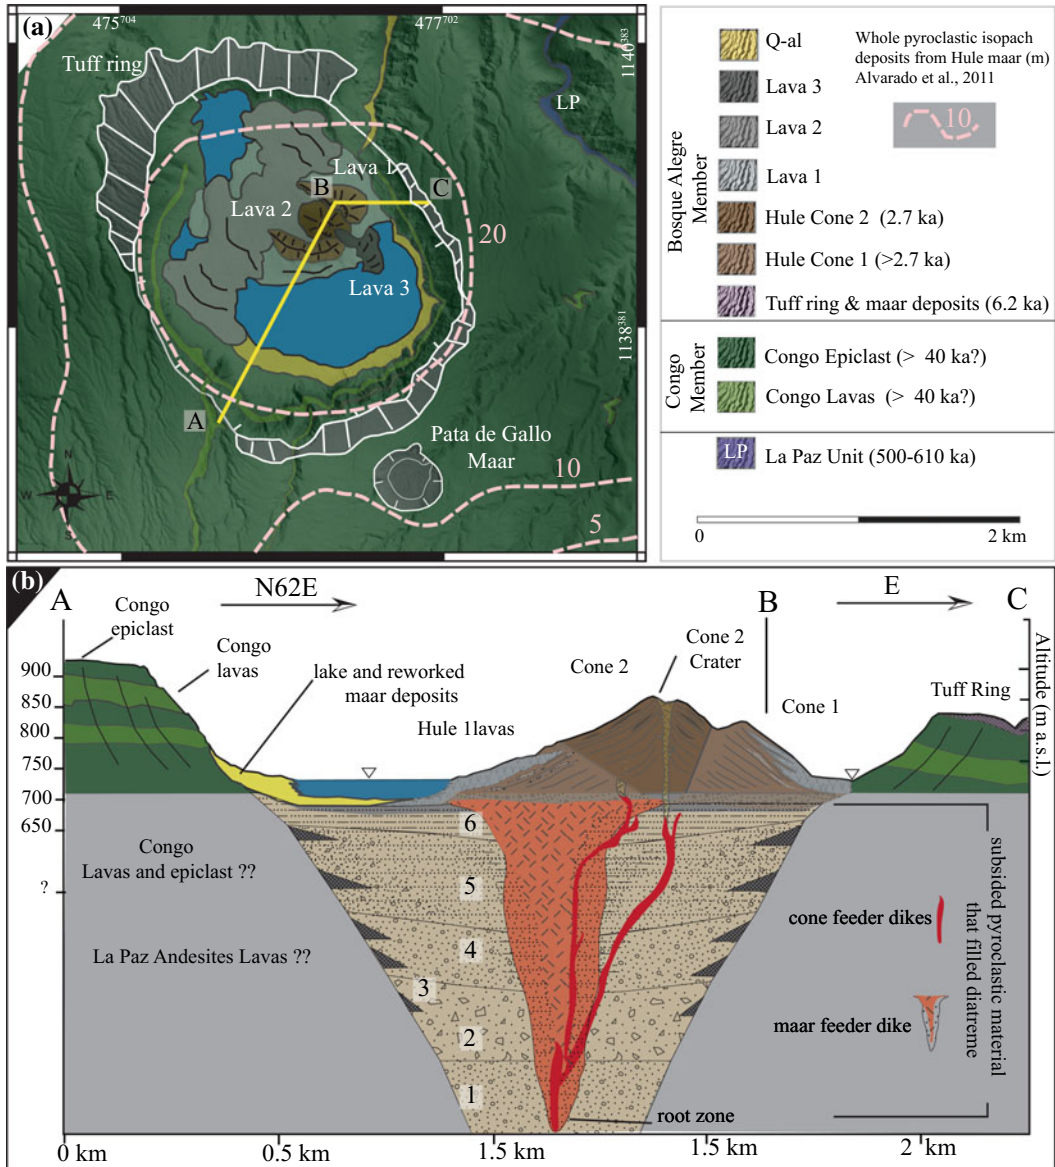 (a)
475704
477702
1140383
Tuff ring
LP
Lava 1
B
C
Lava 2
20
Lava 3
1138381
A
Pata de Gallo
Maar
10
5
N
W
E
S
Q-al
Lava 3
Lava 2
Lava 1
Hule Cone 2 (2.7 ka)
Hule Cone 1 (>2.7 ka)
Tuff ring & maar deposits (6.2 ka)
Bosque Alegre
Member
Whole pyroclastic isopach
deposits from Hule maar (m)
Alvarado et al., 2011
10
Congo Epiclast (> 40 ka?)
Congo Lavas (> 40 ka?)
Congo
Member
LP
La Paz Unit (500-610 ka)
0
2 km
(b)
A
N62E
B
E
C
Congo
epiclast
Congo
lavas
lake and reworked
maar deposits
Hule 1lavas
Cone 2
Cone 2
Crater
Cone 1
Tuff Ring
Altitude (m a.s.l.)
900
850
800
750
700
650
?
Congo
Lavas and epiclast ??
La Paz Andesites Lavas ??
6
5
4
3
2
1
cone feeder dikes
maar feeder dike
subsided pyroclastic material
that filled diatreme
root zone
0 km
0.5 km
1.5 km
1.5 km
2 km